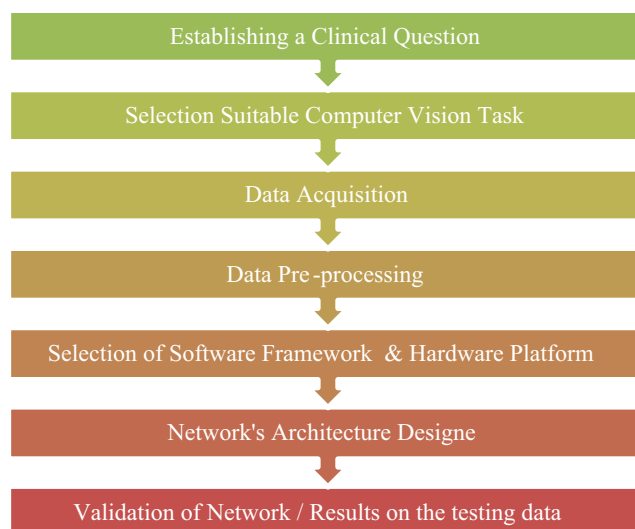 Establishing a Clinical Question
Selection Suitable Computer Vision Task
Data Acquisition
Data Pre-processing
Selection of Software Framework & Hardware Platform
Network's Architecture Designe
Validation of Network / Results on the testing data